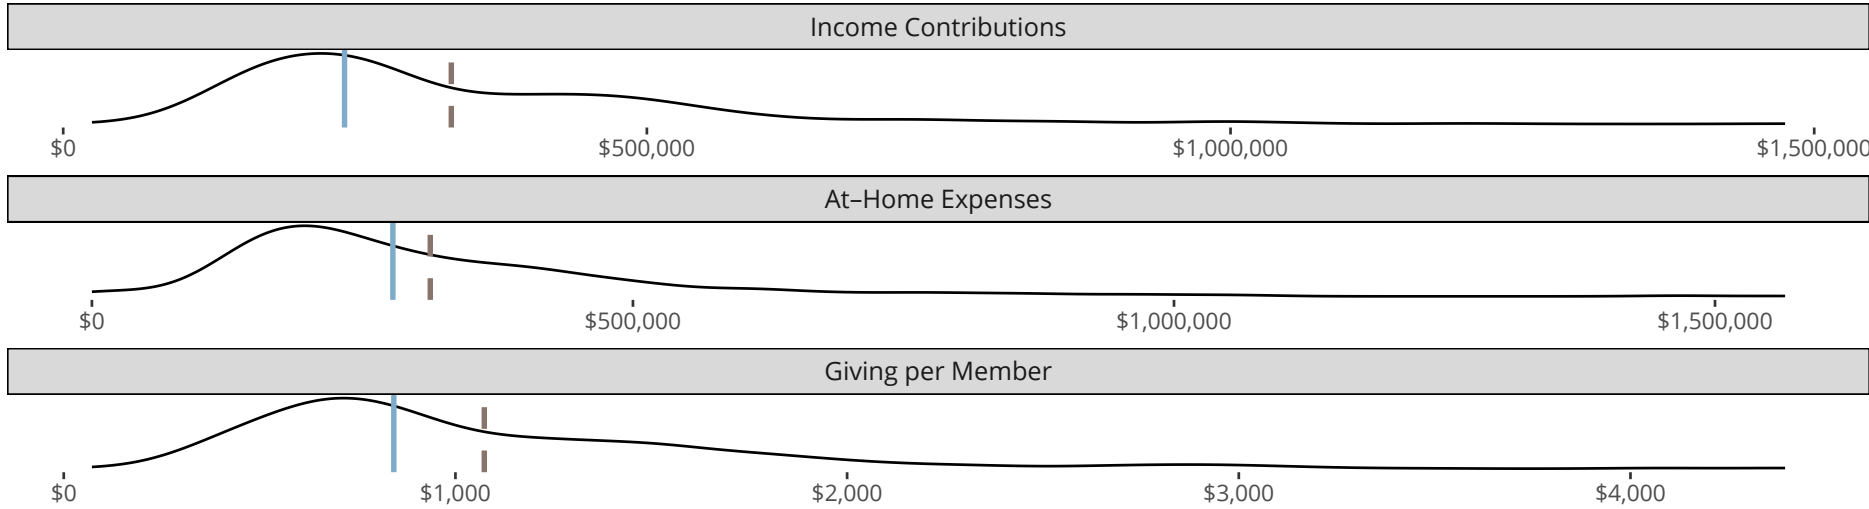 Income Contributions
$0 $500,000 $1,000,000 $1,500,000
At–Home Expenses
$0 $500,000 $1,000,000 $1,500,000
Giving per Member
$0 $1,000 $2,000 $3,000 $4,000